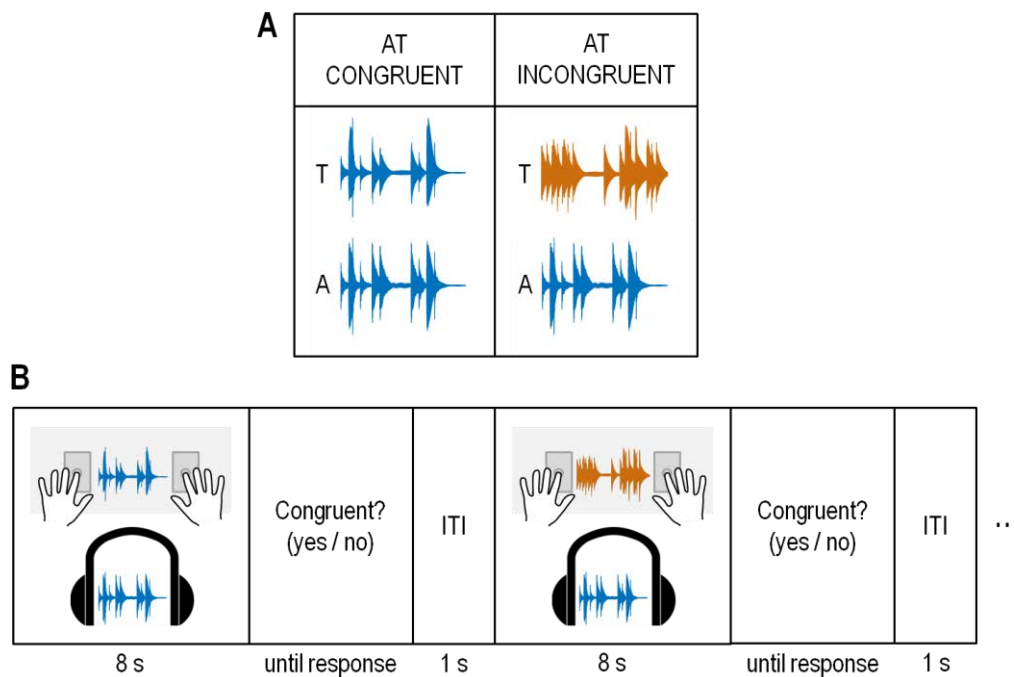 A
AT
CONGRUENT
AT
INCONGRUENT
T
T
A
A
B
Congruent?
(yes / no)
ITI
Congruent?
(yes / no)
ITI
..
8 s
until response
1 s
8 s
until response
1 s